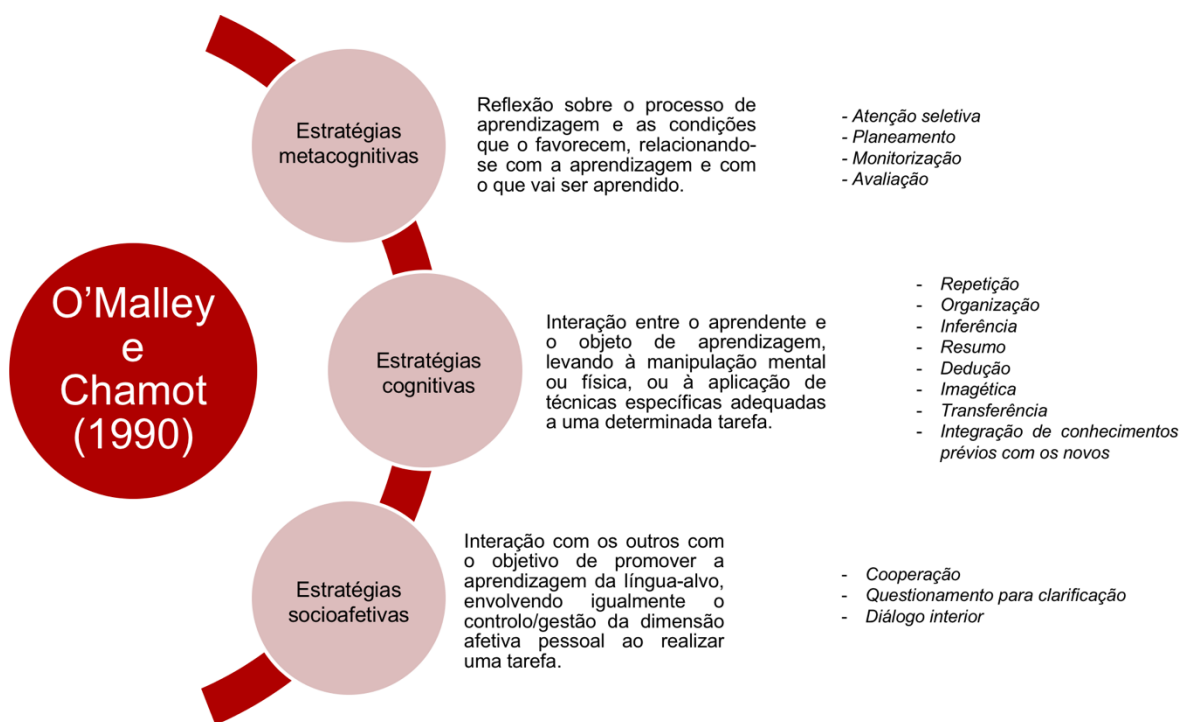 O'Malley
e
Chamot
(1990)
Estratégias
metacognitivas
Reflexão sobre o processo de
aprendizagem e as condições
que o favorecem, relacionando-
se com a aprendizagem e com
o que vai ser aprendido.
- Atenção seletiva
- Planeamento
- Monitorização
- Avaliação
Estratégias
cognitivas
Interação entre o aprendente e
o objeto de aprendizagem,
levando à manipulação mental
ou física, ou à aplicação de
técnicas específicas adequadas
a uma determinada tarefa.
- Repetição
- Organização
- Inferência
- Resumo
- Dedução
- Imagética
- Transferência
- Integração de conhecimentos
prévios com os novos
Estratégias
socioafetivas
Interação com os outros com
o objetivo de promover a
aprendizagem da língua-alvo,
envolvendo igualmente o
controlo/gestão da dimensão
afetiva pessoal ao realizar
uma tarefa.
- Cooperação
- Questionamento para clarificação
- Diálogo interior